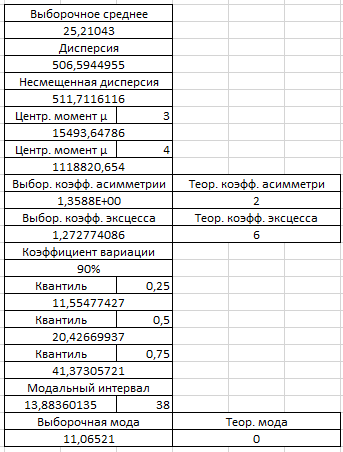 Выборочное среднее
25,21043
Дисперсия
506,5944955
Несмещенная дисперсия
511,7116116
Центр. момент μ 3
15493,64786
Центр. момент μ 4
1118820,654
Выбор. коэфф. асимметрии Теор. коэфф. асимметри
1,3588E+00 2
Выбор. коэфф. эксцесса Теор. коэфф. эксцесса
1,272774086 6
Коэффициент вариации
90%
Квантиль 0,25
11,55477427
Квантиль 0,5
20,42669937
Квантиль 0,75
41,37305721
Модальный интервал
13,88360135 38
Выборочная мода Теор. мода
11,06521 0